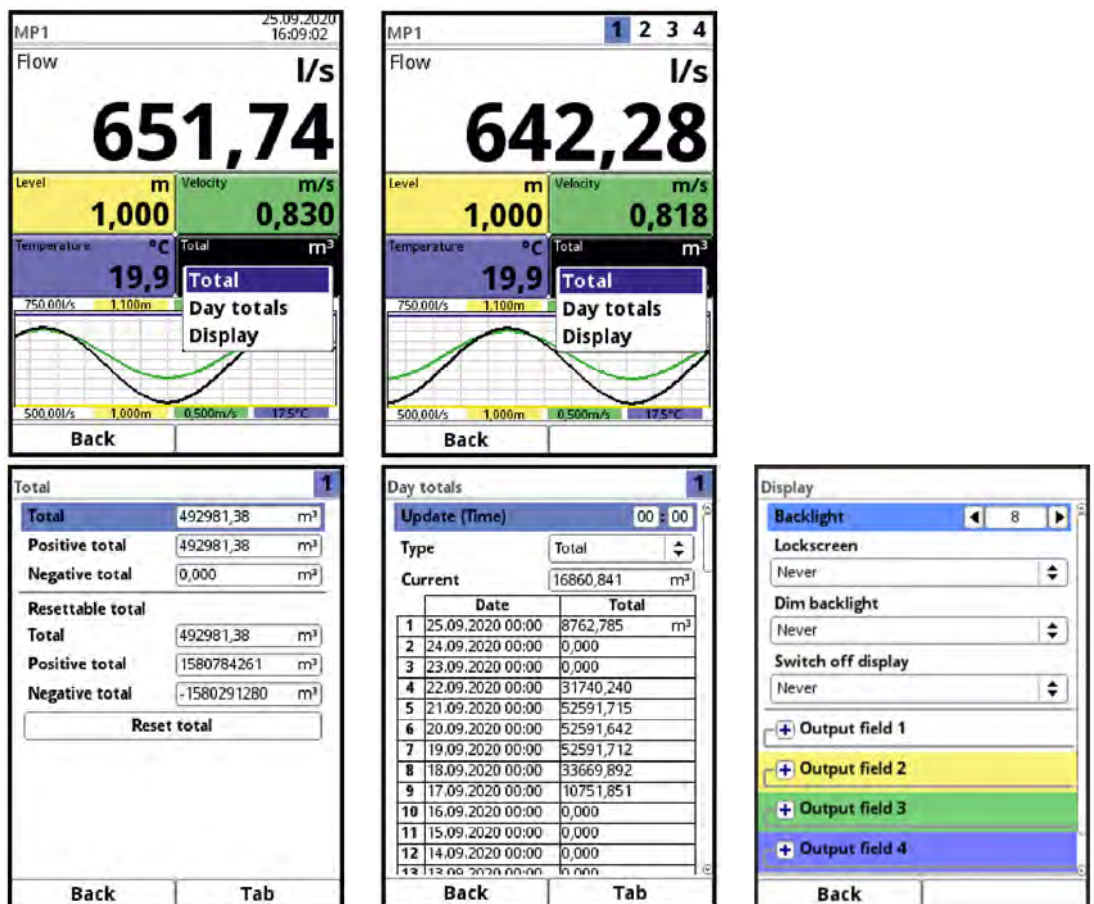 MP1
25.09.2020
16:09:02
Flow
l/s
651,74
Level m Velocity m/s
1,000 0,830
Temperature °C Total m³
19,9
Total
Day totals
Display
750,00l/s 1,100m
500,00l/s 1,000m 0,500m/s 17,5°C
Back
MP1
1 2 3 4
Flow
l/s
642,28
Level m Velocity m/s
1,000 0,818
Temperature °C Total m³
19,9
Total
Day totals
Display
750,00l/s 1,100m
500,00l/s 1,000m 0,500m/s 17,5°C
Back
Total 1
Total 492981,38 m³
Positive total 492981,38 m³
Negative total 0,000 m³
Resettable total
Total 492981,38 m³
Positive total 1580784261 m³
Negative total -1580291280 m³
Reset total
Back Tab
Day totals 1
Update (Time) 00 : 00
Type Total
Current 16860,841 m³
Date Total
1 25.09.2020 00:00 8762,785 m³
2 24.09.2020 00:00 0,000
3 23.09.2020 00:00 0,000
4 22.09.2020 00:00 31740,240
5 21.09.2020 00:00 52591,715
6 20.09.2020 00:00 52591,642
7 19.09.2020 00:00 52591,712
8 18.09.2020 00:00 33669,892
9 17.09.2020 00:00 10751,851
10 16.09.2020 00:00 0,000
11 15.09.2020 00:00 0,000
12 14.09.2020 00:00 0,000
13 13.09.2020 00:00 0,000
Back Tab
Display
Backlight 8
Lockscreen
Never
Dim backlight
Never
Switch off display
Never
+ Output field 1
+ Output field 2
+ Output field 3
+ Output field 4
Back